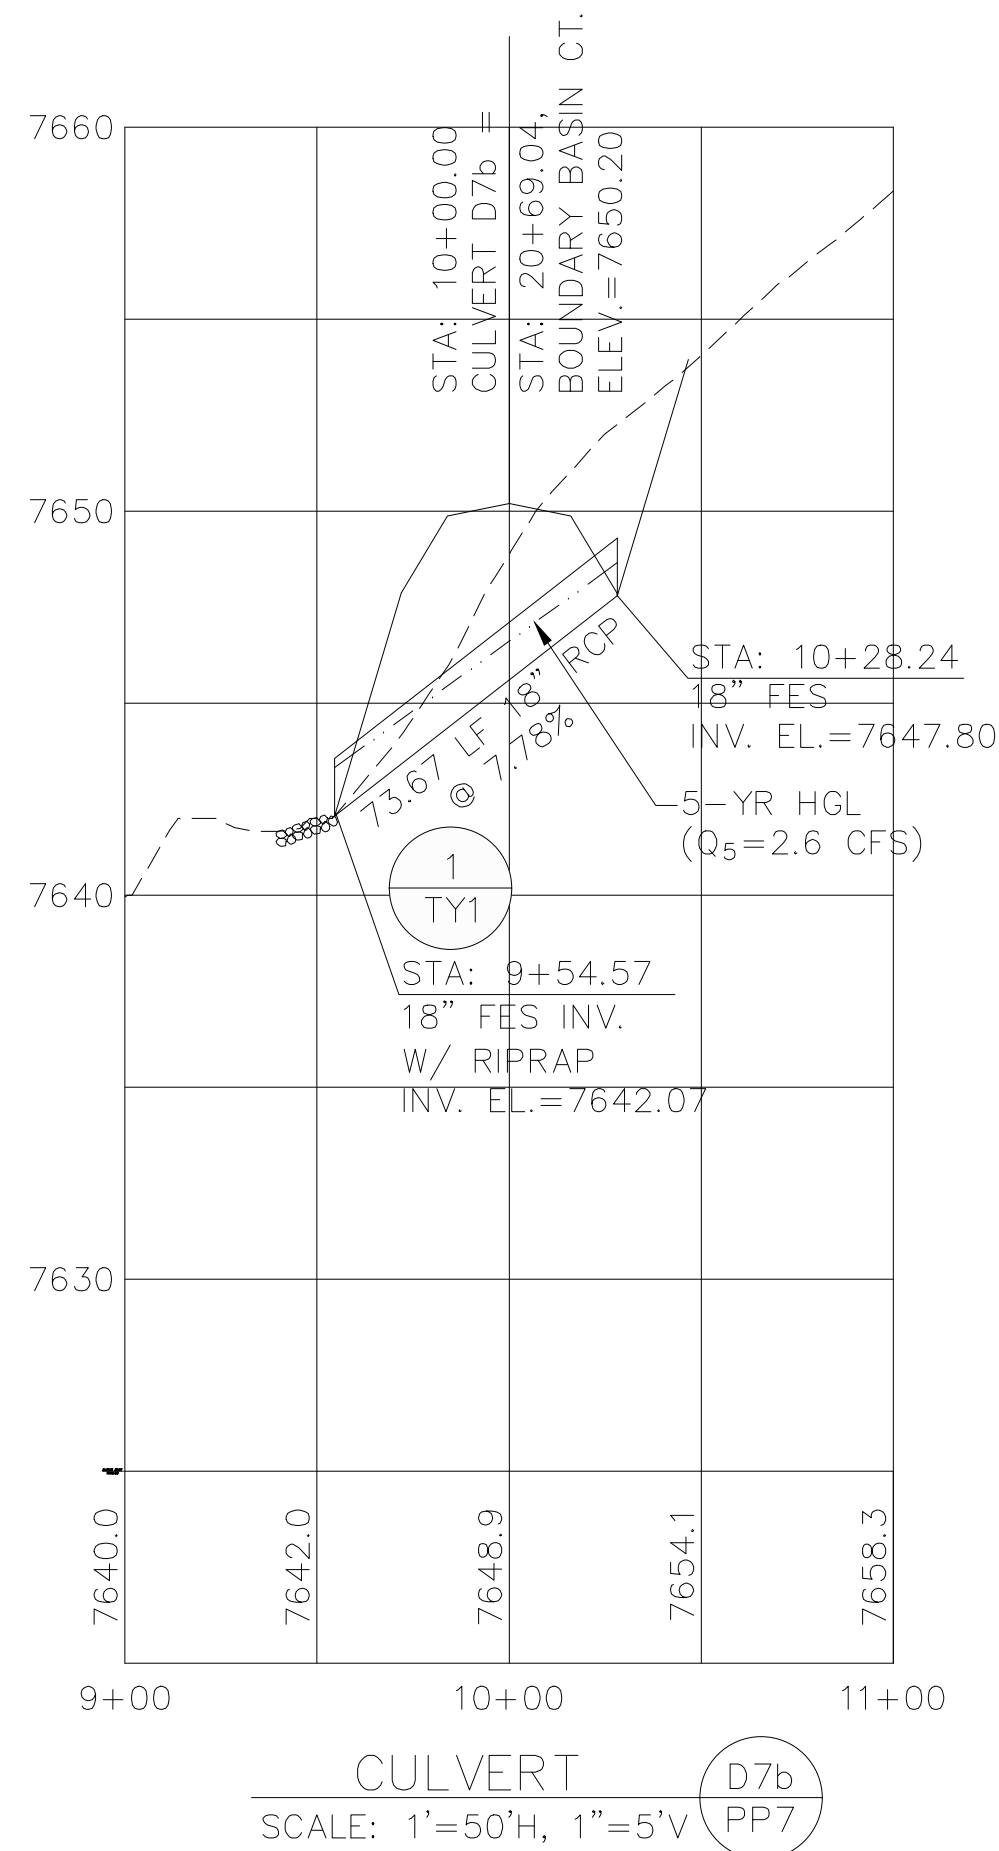 STA: 10+00.00
CULVERT D7b =
STA: 20+69.04,
BOUNDARY BASIN CT.
ELEV.=7650.20
7660
7650
7640
7630
STA: 10+28.24
18” FES
INV. EL.=7647.80
73.67 LF 18” RCP
@ 7.78%
5-YR HGL
(Q5=2.6 CFS)
1
TY1
STA: 9+54.57
18” FES INV.
W/ RIPRAP
INV. EL.=7642.07
7640.0
7642.0
7648.9
7654.1
7658.3
9+00
10+00
11+00
CULVERT
SCALE: 1'=50'H, 1”=5'V
D7b
PP7